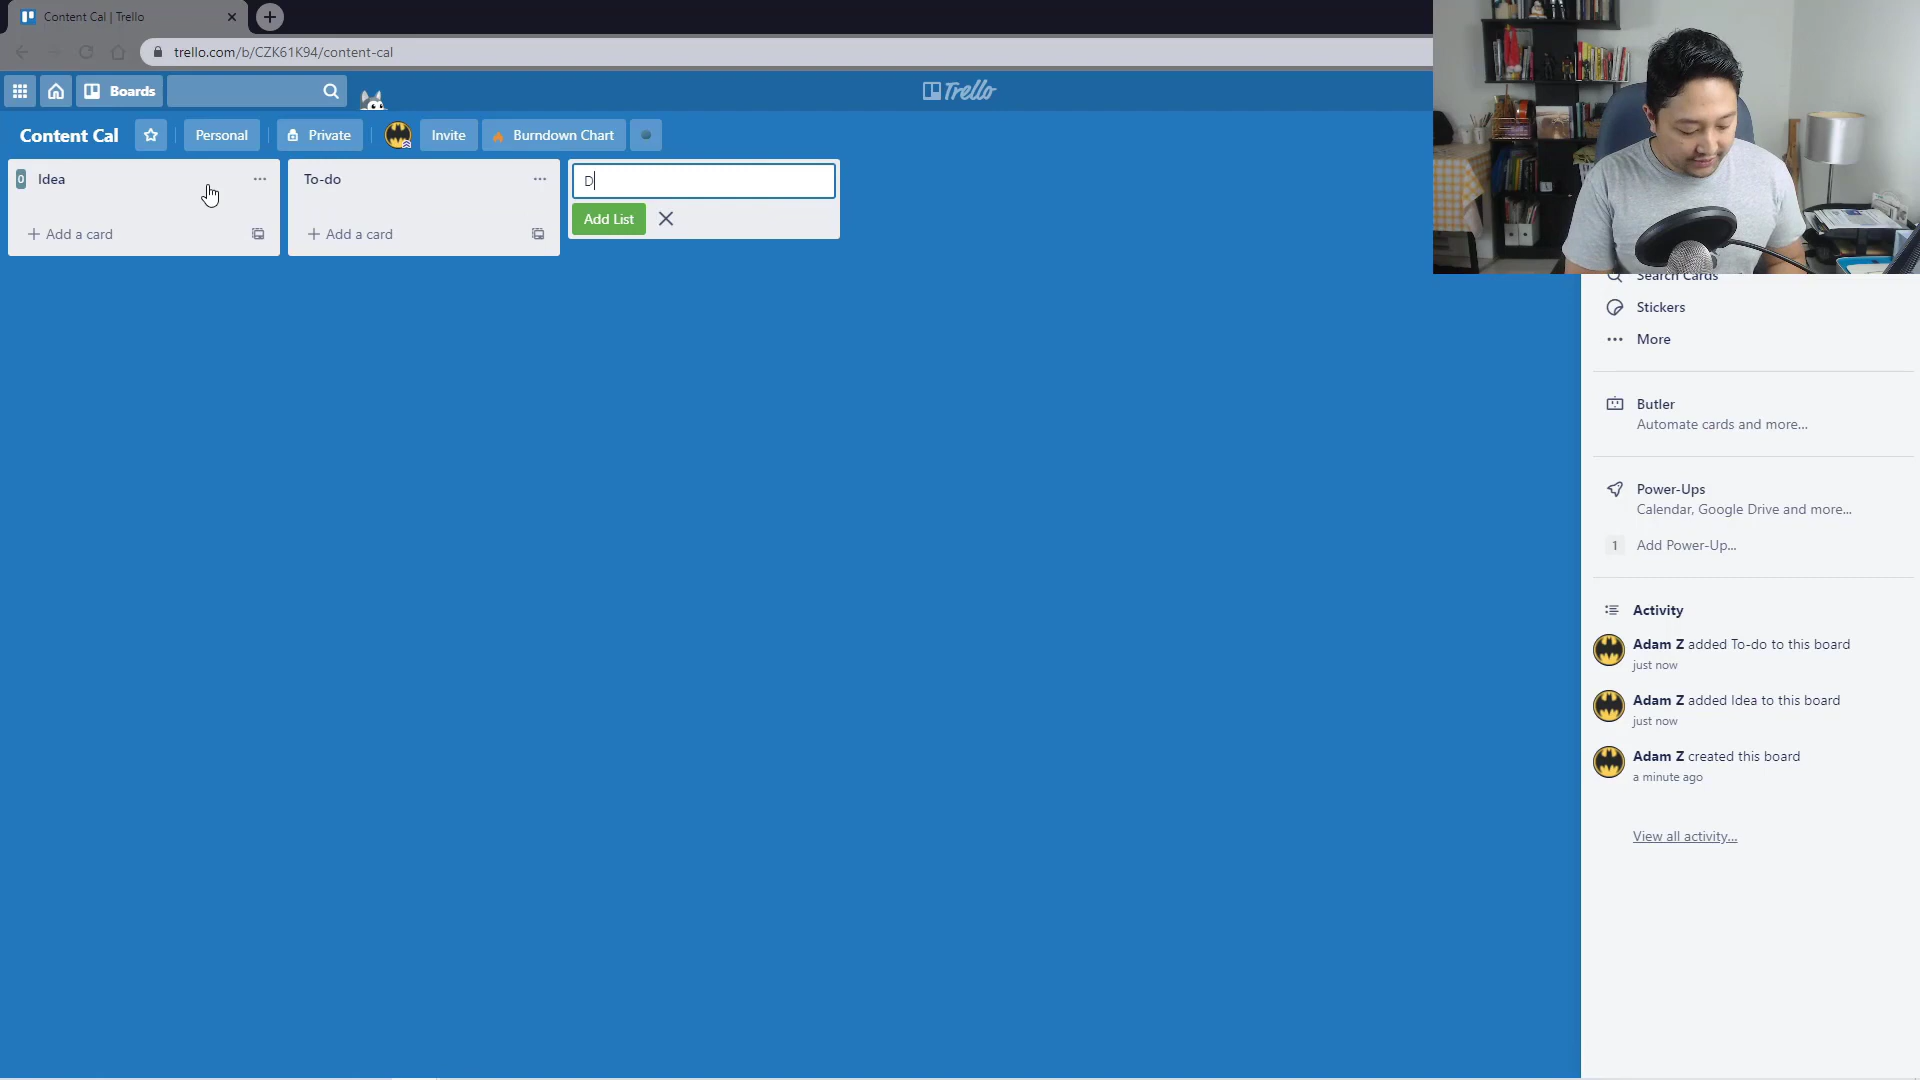 Content Cal | Trello
trello.com/b/CZK61K94/content-cal
Boards
Trello
Content Cal
Personal
Private
Invite
Burndown Chart
0 Idea
To-do
D
Add a card
Add a card
Add List
Search Cards
Stickers
More
Butler
Automate cards and more...
Power-Ups
Calendar, Google Drive and more...
1 Add Power-Up...
Activity
Adam Z added To-do to this board
just now
Adam Z added Idea to this board
just now
Adam Z created this board
a minute ago
View all activity...